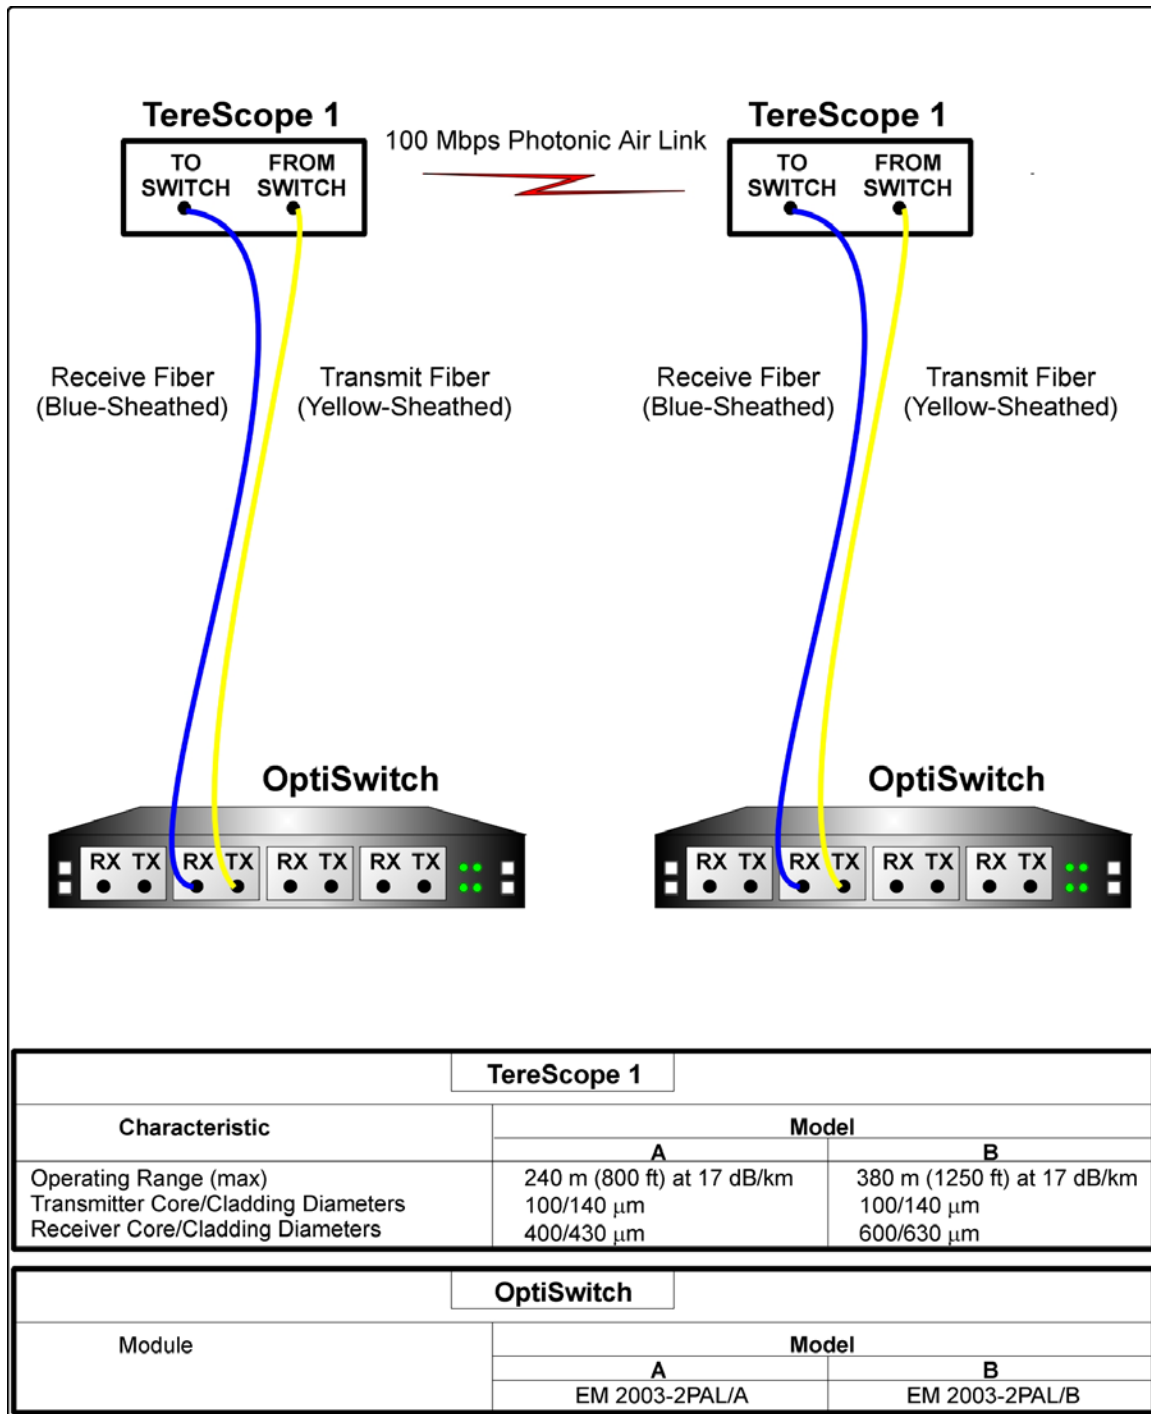 TereScope 1
TereScope 1
100 Mbps Photonic Air Link
TO SWITCH
FROM SWITCH
TO SWITCH
FROM SWITCH
Receive Fiber
(Blue-Sheathed)
Transmit Fiber
(Yellow-Sheathed)
Receive Fiber
(Blue-Sheathed)
Transmit Fiber
(Yellow-Sheathed)
OptiSwitch
OptiSwitch
RX TX RX TX RX TX RX TX
RX TX RX TX RX TX RX TX
TereScope 1
Characteristic Model
A B
Operating Range (max) 240 m (800 ft) at 17 dB/km 380 m (1250 ft) at 17 dB/km
Transmitter Core/Cladding Diameters 100/140 μm 100/140 μm
Receiver Core/Cladding Diameters 400/430 μm 600/630 μm
OptiSwitch
Module Model
A B
EM 2003-2PAL/A EM 2003-2PAL/B